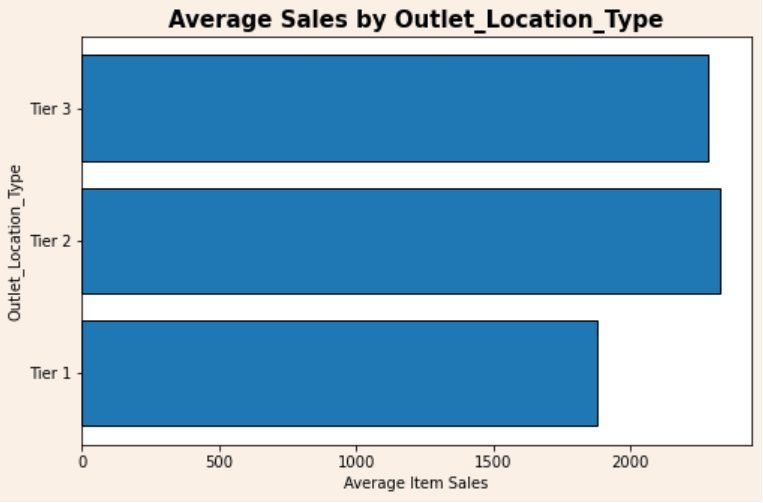 Average Sales by Outlet_Location_Type
Outlet_Location_Type
Tier 3
Tier 2
Tier 1
0 500 1000 1500 2000
Average Item Sales